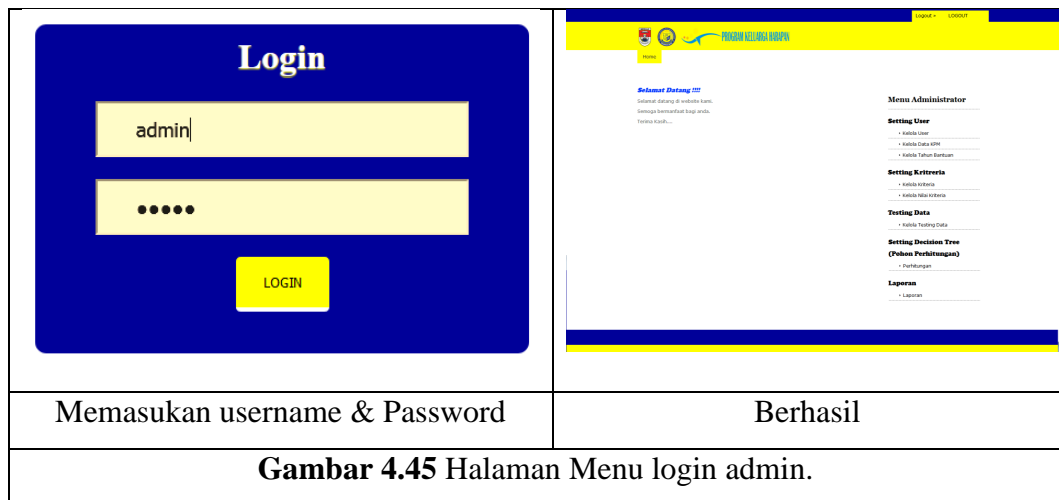 Login
admin
LOGIN
Logout » LOGOUT
PROGRAM KELUARGA HARAPAN
Home
Selamat Datang !!!!
Selamat datang di website kami.
Semoga bermanfaat bagi anda.
Terima Kasih....
Menu Administrator
Setting User
Kelola User
Kelola Data KPM
Kelola Tahun Bantuan
Setting Kritreria
Kelola Kriteria
Kelola Nilai Kriteria
Testing Data
Kelola Testing Data
Setting Decision Tree
(Pohon Perhitungan)
Perhitungan
Laporan
Laporan
Memasukan username & Password
Berhasil
Gambar 4.45 Halaman Menu login admin.